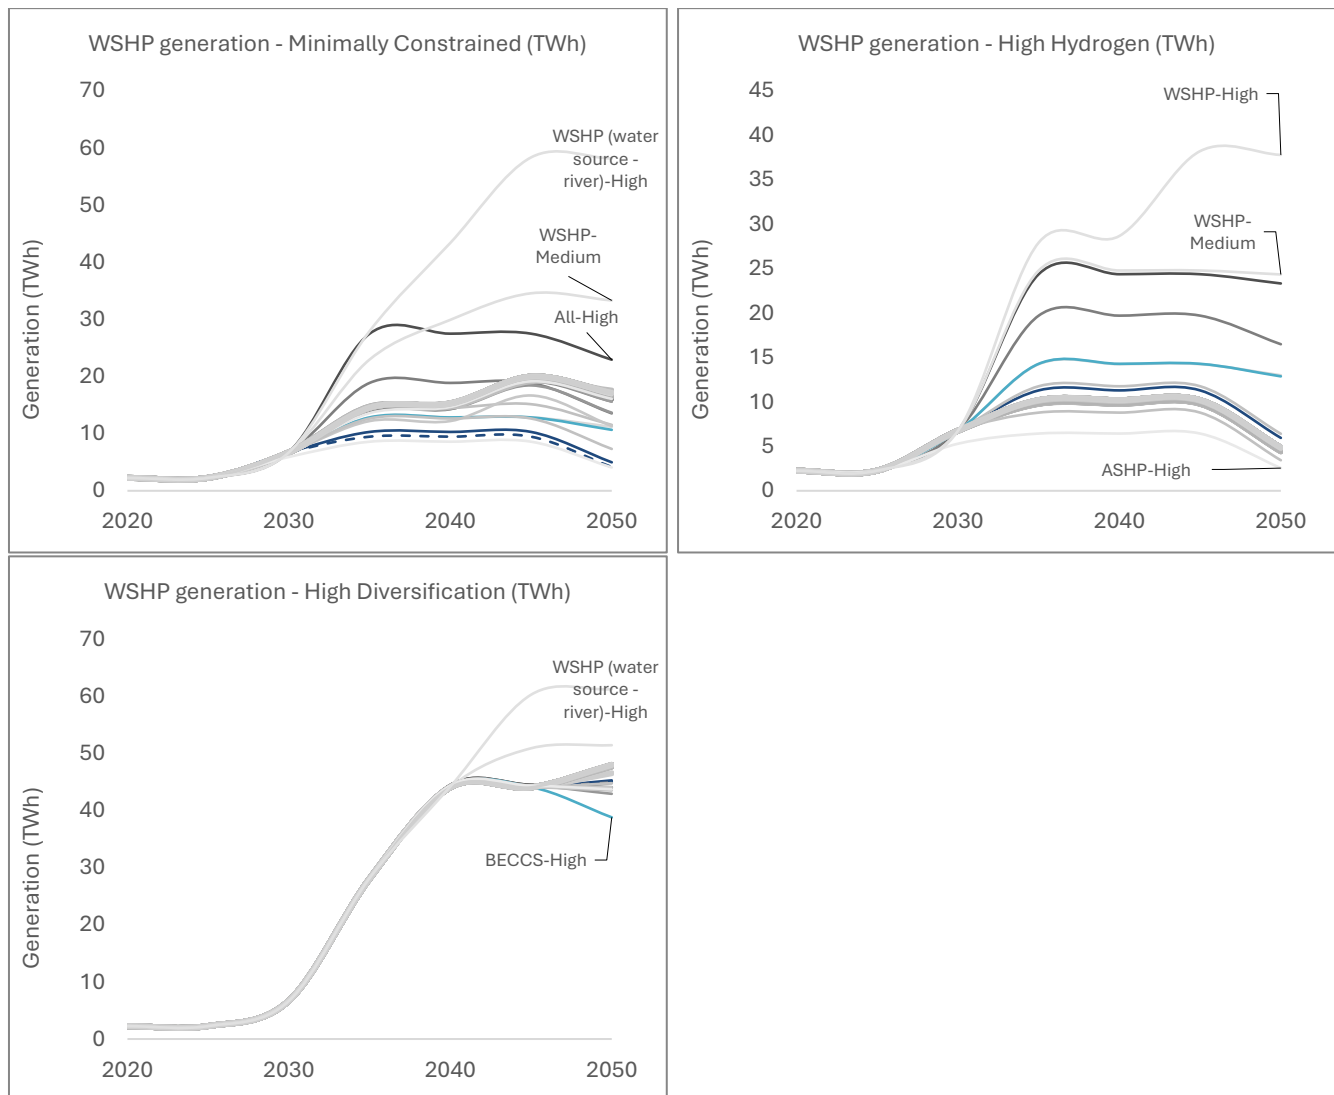 WSHP generation - Minimally Constrained (TWh)
Generation (TWh)
70
60
50
40
30
20
10
0
2020
2030
2040
2050
WSHP (water
source -
river)-High
WSHP-
Medium
All-High
WSHP generation - High Hydrogen (TWh)
Generation (TWh)
45
40
35
30
25
20
15
10
5
0
2020
2030
2040
2050
WSHP-High
WSHP-
Medium
ASHP-High
WSHP generation - High Diversification (TWh)
Generation (TWh)
70
60
50
40
30
20
10
0
2020
2030
2040
2050
WSHP (water
source -
river)-High
BECCS-High